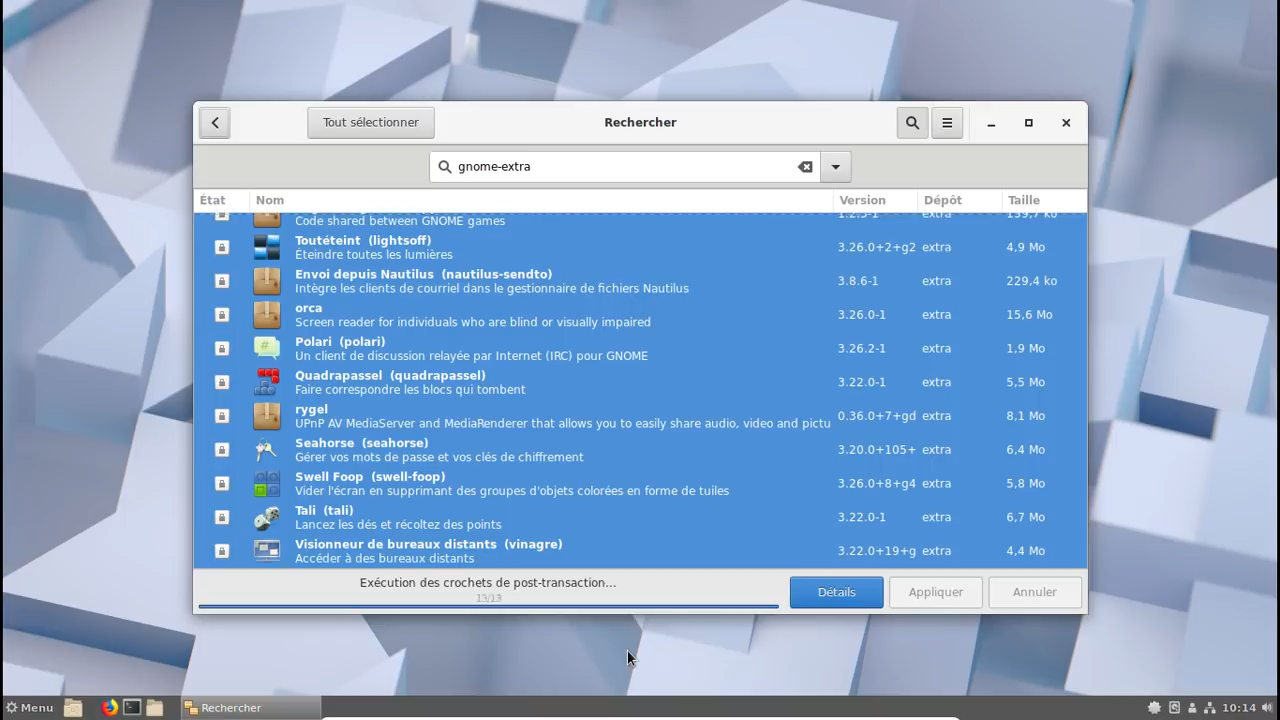 Tout sélectionner
Rechercher
gnome-extra
État Nom Version Dépôt Taille
1.2.3-1 extra 159,7 ko
Code shared between GNOME games
Toutéteint (lightsoff) 3.26.0+2+g2 extra 4,9 Mo
Éteindre toutes les lumières
Envoi depuis Nautilus (nautilus-sendto) 3.8.6-1 extra 229,4 ko
Intègre les clients de courriel dans le gestionnaire de fichiers Nautilus
orca 3.26.0-1 extra 15,6 Mo
Screen reader for individuals who are blind or visually impaired
Polari (polari) 3.26.2-1 extra 1,9 Mo
Un client de discussion relayée par Internet (IRC) pour GNOME
Quadrapassel (quadrapassel) 3.22.0-1 extra 5,5 Mo
Faire correspondre les blocs qui tombent
rygel 0.36.0+7+gd extra 8,1 Mo
UPnP AV MediaServer and MediaRenderer that allows you to easily share audio, video and pictu
Seahorse (seahorse) 3.20.0+105+ extra 6,4 Mo
Gérer vos mots de passe et vos clés de chiffrement
Swell Foop (swell-foop) 3.26.0+8+g4 extra 5,8 Mo
Vider l'écran en supprimant des groupes d'objets colorées en forme de tuiles
Tali (tali) 3.22.0-1 extra 6,7 Mo
Lancez les dés et récoltez des points
Visionneur de bureaux distants (vinagre) 3.22.0+19+g extra 4,4 Mo
Accéder à des bureaux distants
Exécution des crochets de post-transaction...
13/13
Détails Appliquer Annuler
Menu Rechercher 10:14